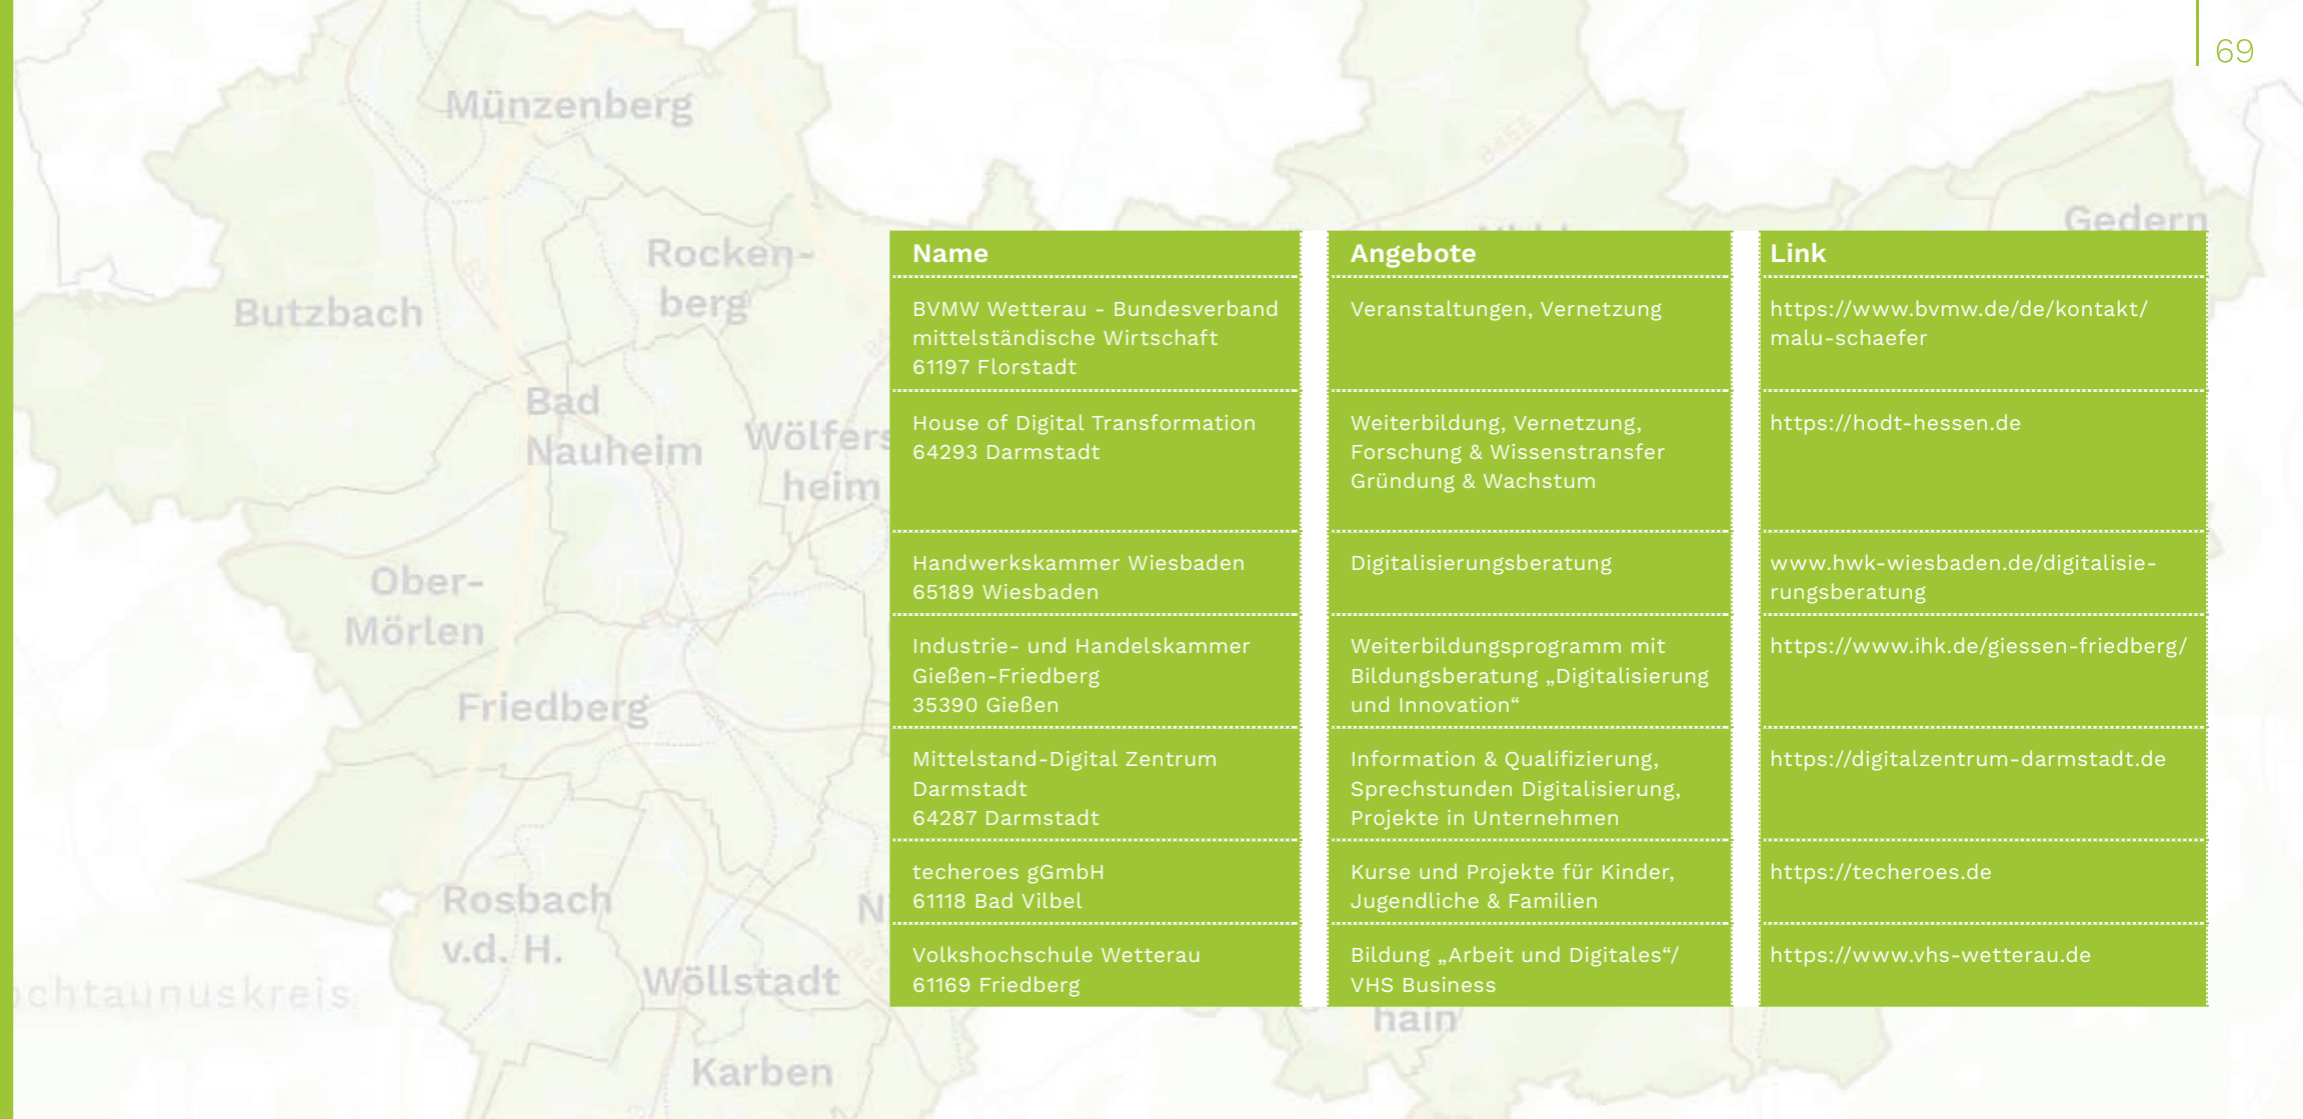 69
Münzenberg
Rocken-
berg
Butzbach
Gedern
Bad
Nauheim
Wölfers
heim
Ober-
Mörlen
Friedberg
Rosbach
v.d. H.
Wöllstadt
chtaunuskreis
Karben
hain
Name
Angebote
Link
BVMW Wetterau - Bundesverband
mittelständische Wirtschaft
61197 Florstadt
Veranstaltungen, Vernetzung
https://www.bvmw.de/de/kontakt/
malu-schaefer
House of Digital Transformation
64293 Darmstadt
Weiterbildung, Vernetzung,
Forschung & Wissenstransfer
Gründung & Wachstum
https://hodt-hessen.de
Handwerkskammer Wiesbaden
65189 Wiesbaden
Digitalisierungsberatung
www.hwk-wiesbaden.de/digitalisie-
rungsberatung
Industrie- und Handelskammer
Gießen-Friedberg
35390 Gießen
Weiterbildungsprogramm mit
Bildungsberatung „Digitalisierung
und Innovation“
https://www.ihk.de/giessen-friedberg/
Mittelstand-Digital Zentrum
Darmstadt
64287 Darmstadt
Information & Qualifizierung,
Sprechstunden Digitalisierung,
Projekte in Unternehmen
https://digitalzentrum-darmstadt.de
techeroes gGmbH
61118 Bad Vilbel
Kurse und Projekte für Kinder,
Jugendliche & Familien
https://techeroes.de
Volkshochschule Wetterau
61169 Friedberg
Bildung „Arbeit und Digitales“/
VHS Business
https://www.vhs-wetterau.de